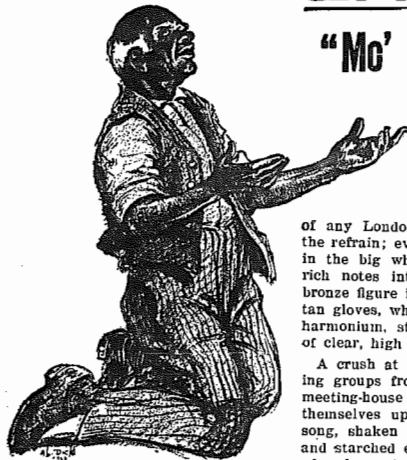 "Mc'
of any Londo
the refrain; ev
in the big wh
rich notes int
bronze figure i
tan gloves, wh
harmonium, st
of clear, high
A crush at
ing groups fro
meeting-house
themselves up
song, shaken
and starched e